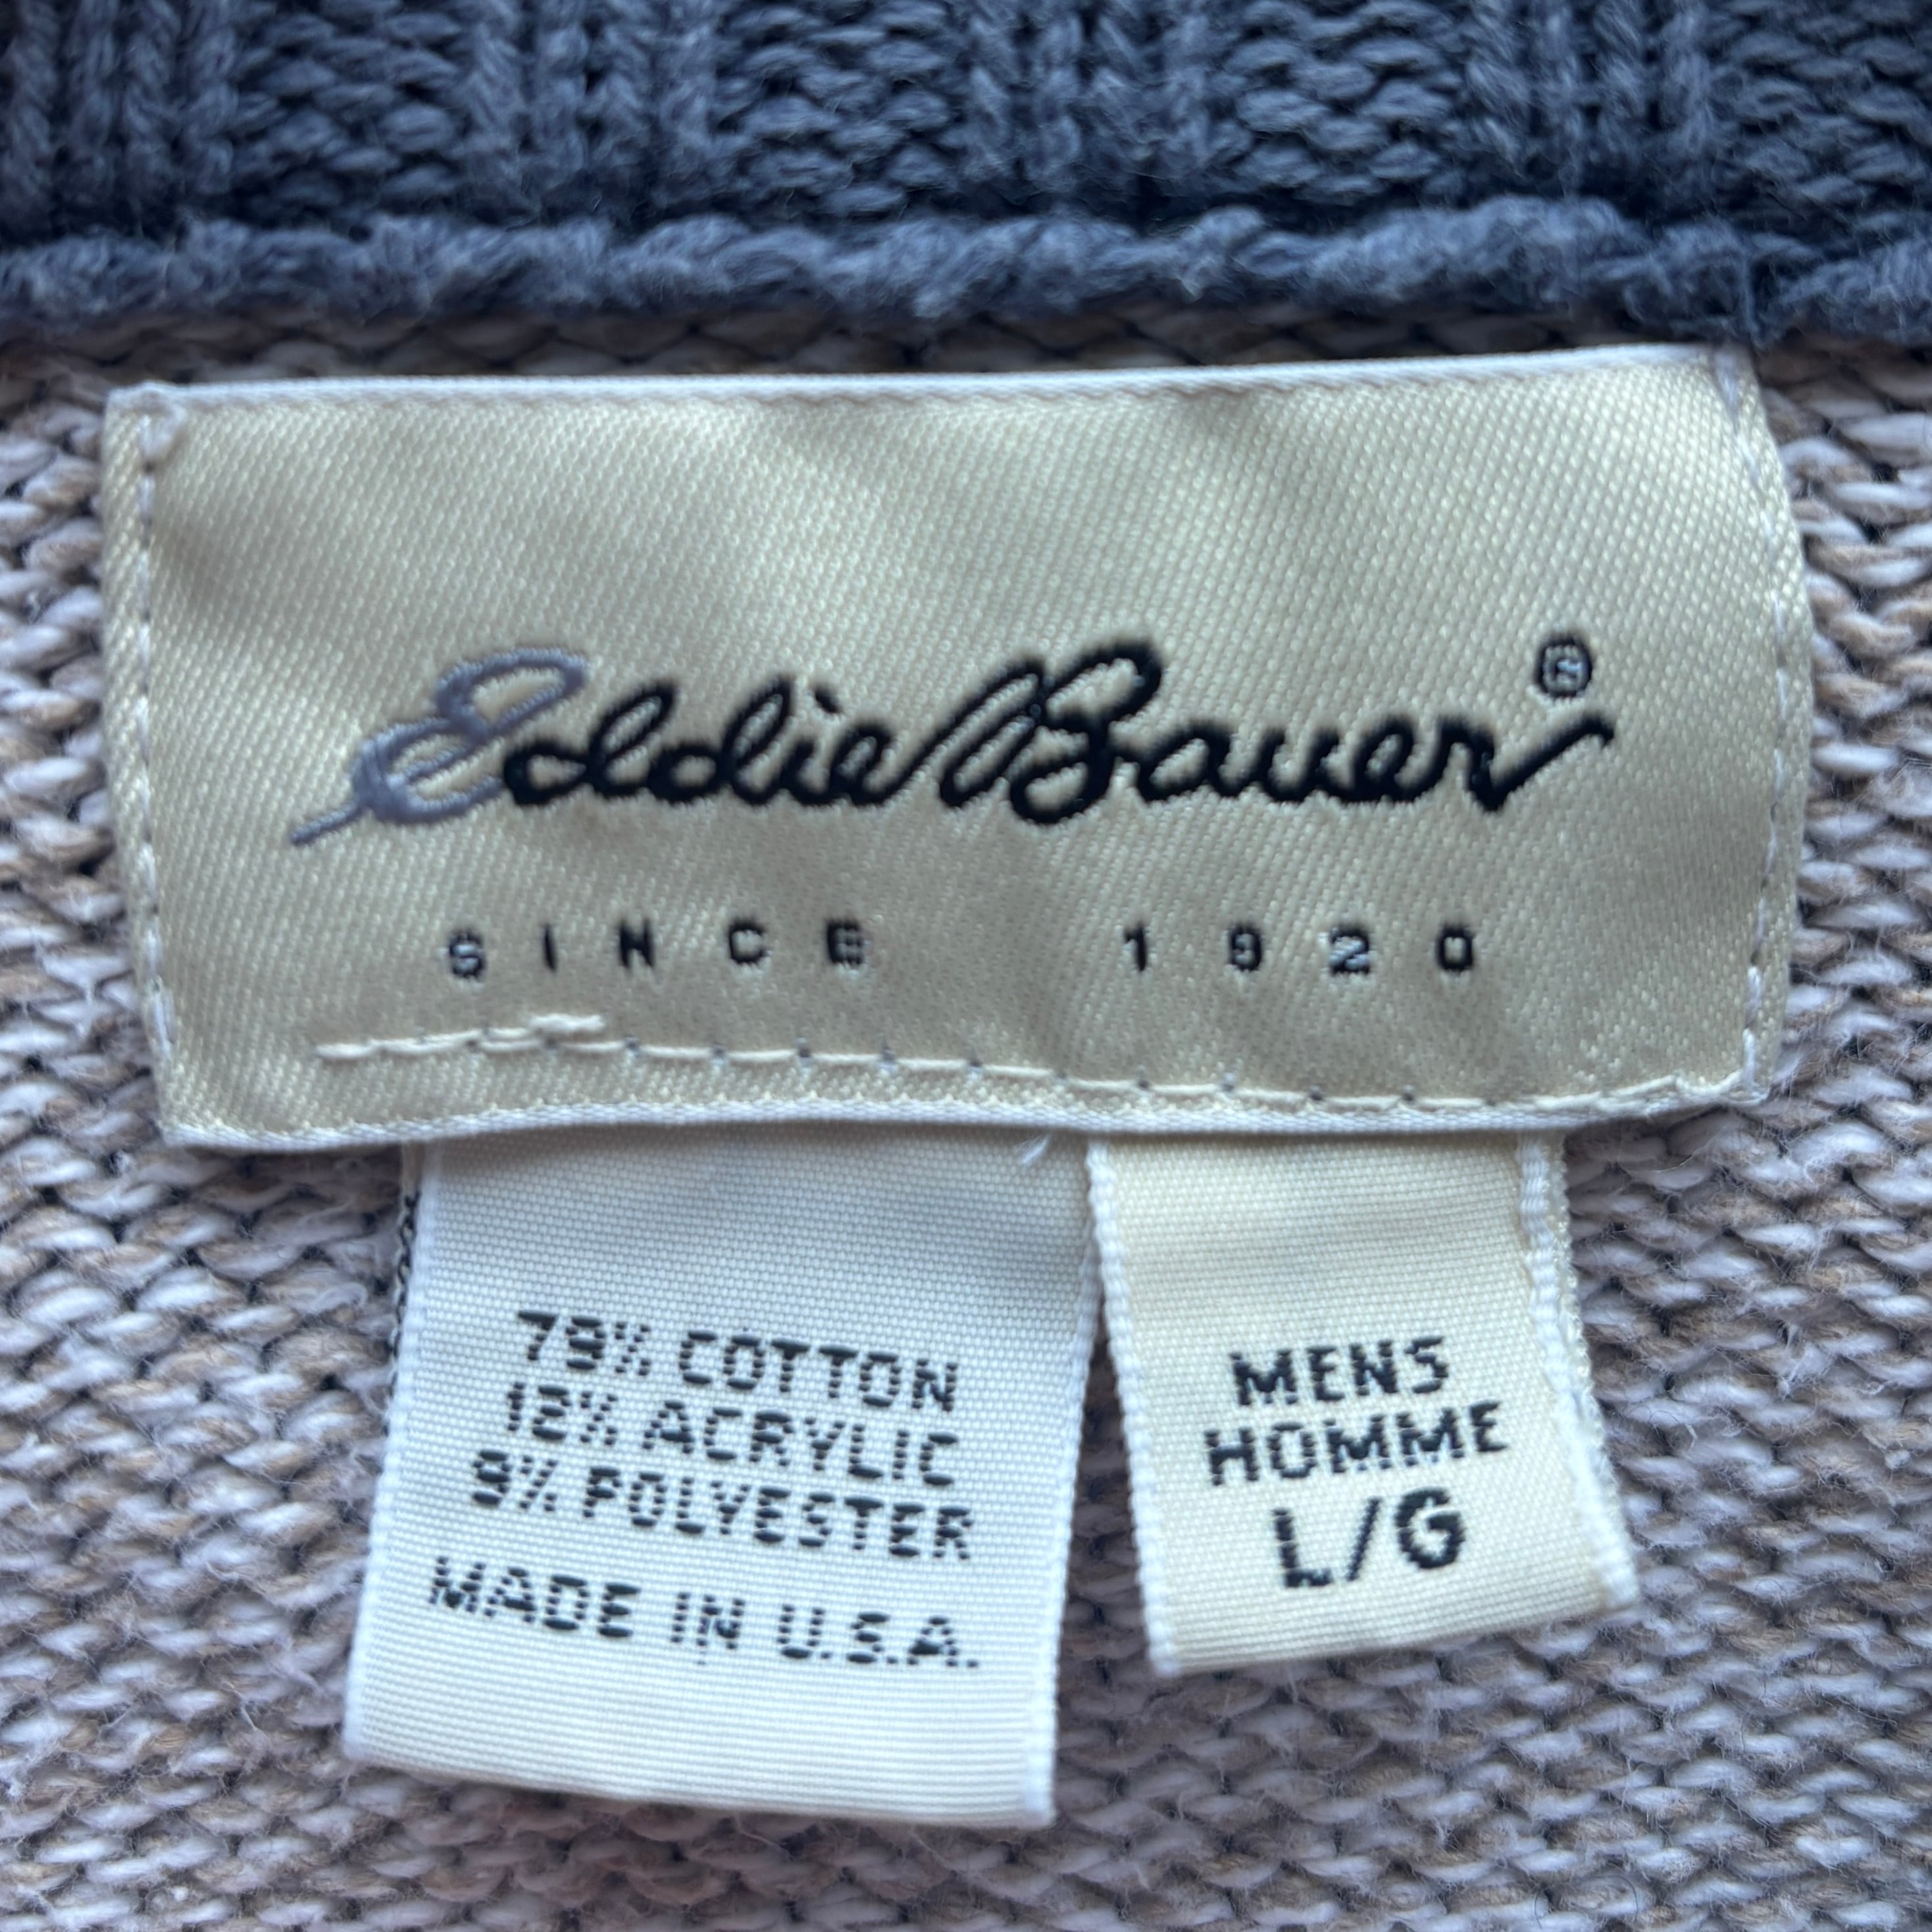 Eddie Bauer®
SINCE 1920
79% COTTON
12% ACRYLIC
9% POLYESTER
MADE IN U.S.A.
MENS
HOMME
L/G